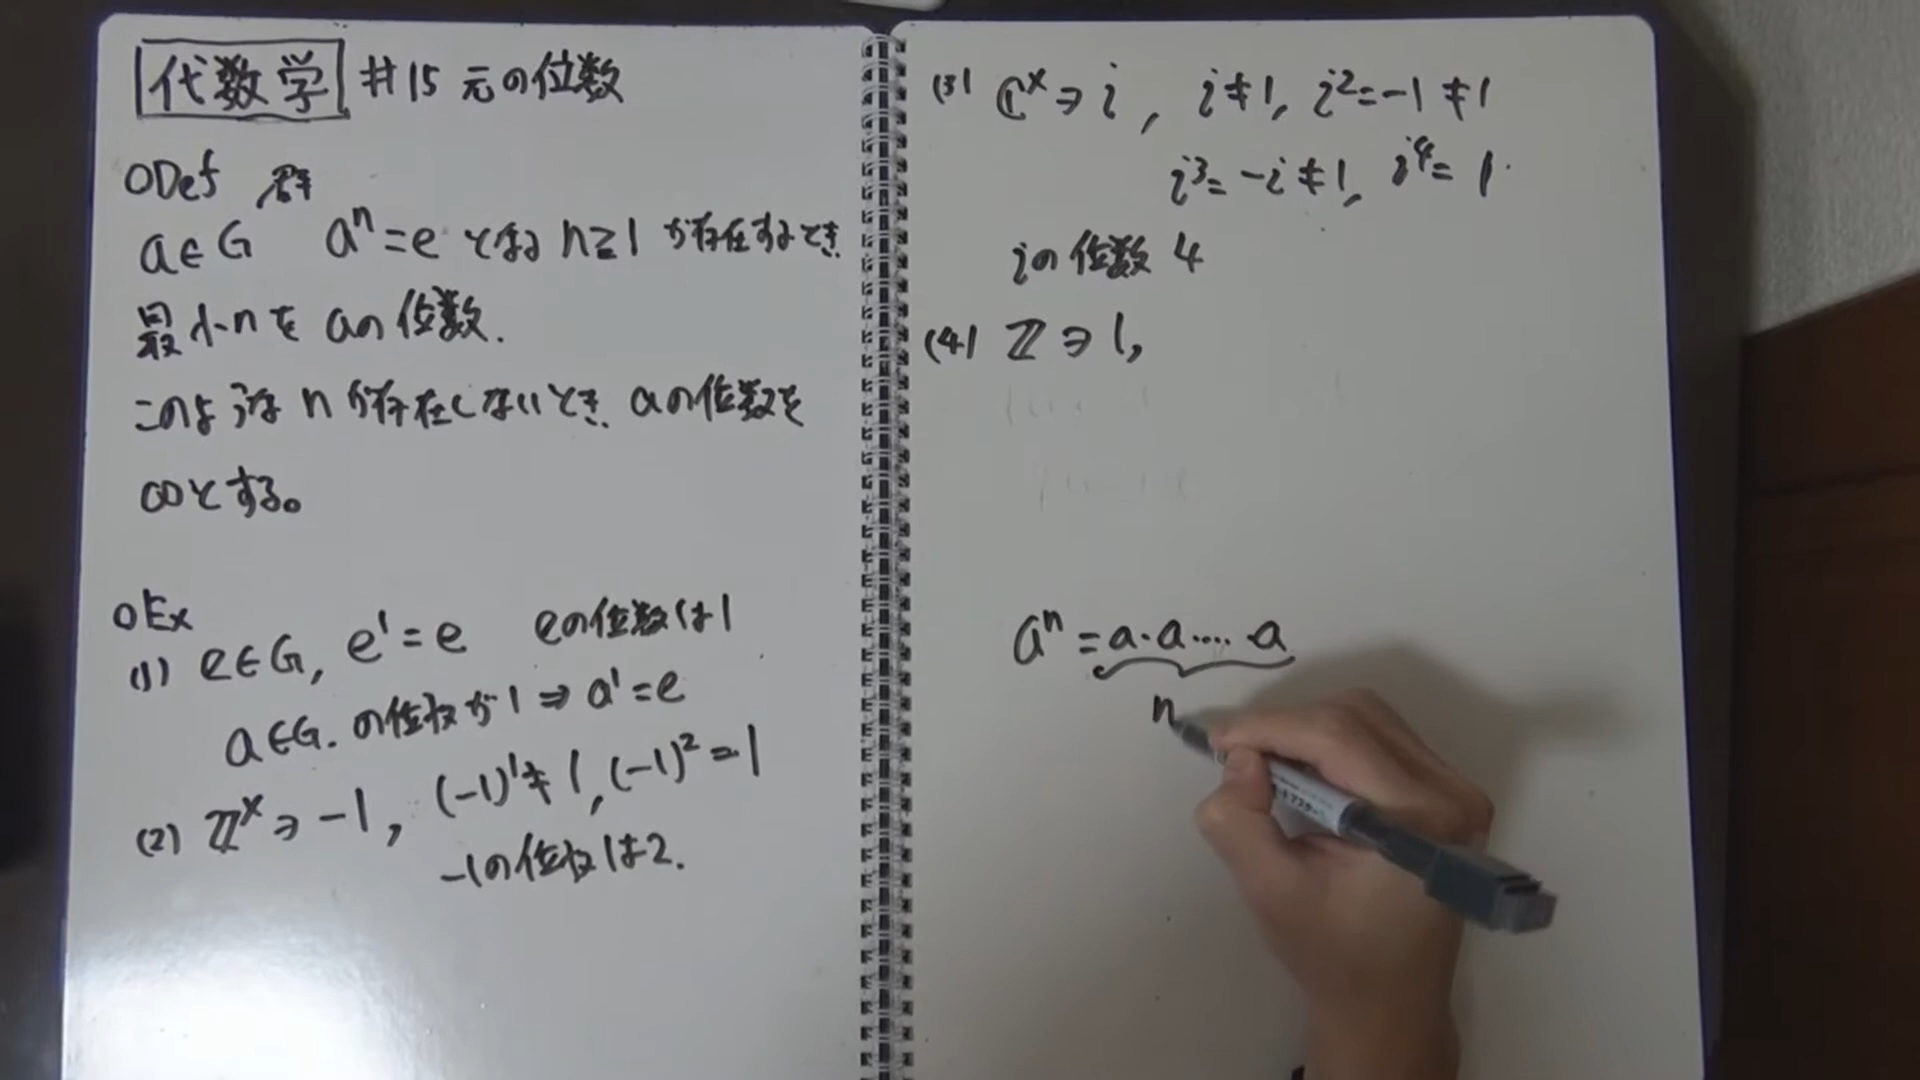 代数学 #15 元の位数
○Def 群
a∈G aⁿ=e となる n≧1 が存在するとき
最小nを aの位数.
このような n が存在しないとき aの位数を
∞とする。
○Ex
(1) e∈G, e¹=e eの位数は1
a∈G. の位数が1 ⇒ a¹=e
(2) ℤ^× ∋ -1, (-1)¹≠1, (-1)²=1
-1の位数は2.
(3) ℂ^× ∋ i, i≠1, i²=-1≠1
i³=-i≠1, i⁴=1.
iの位数 4
(4) ℤ∋1,
aⁿ=a·a·····a
n